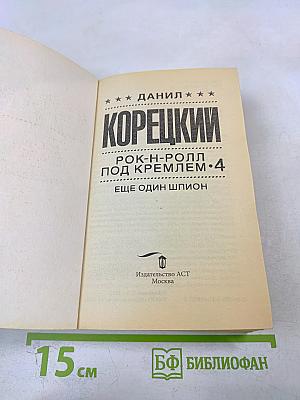 ★★★ ДАНИЛ ★★★
КОРЕЦКИЙ
РОК-Н-РОЛЛ
ПОД КРЕМЛЕМ•4
ЕЩЕ ОДИН ШПИОН
Издательство АСТ
Москва
15 см
БФ БИБЛИОФАН